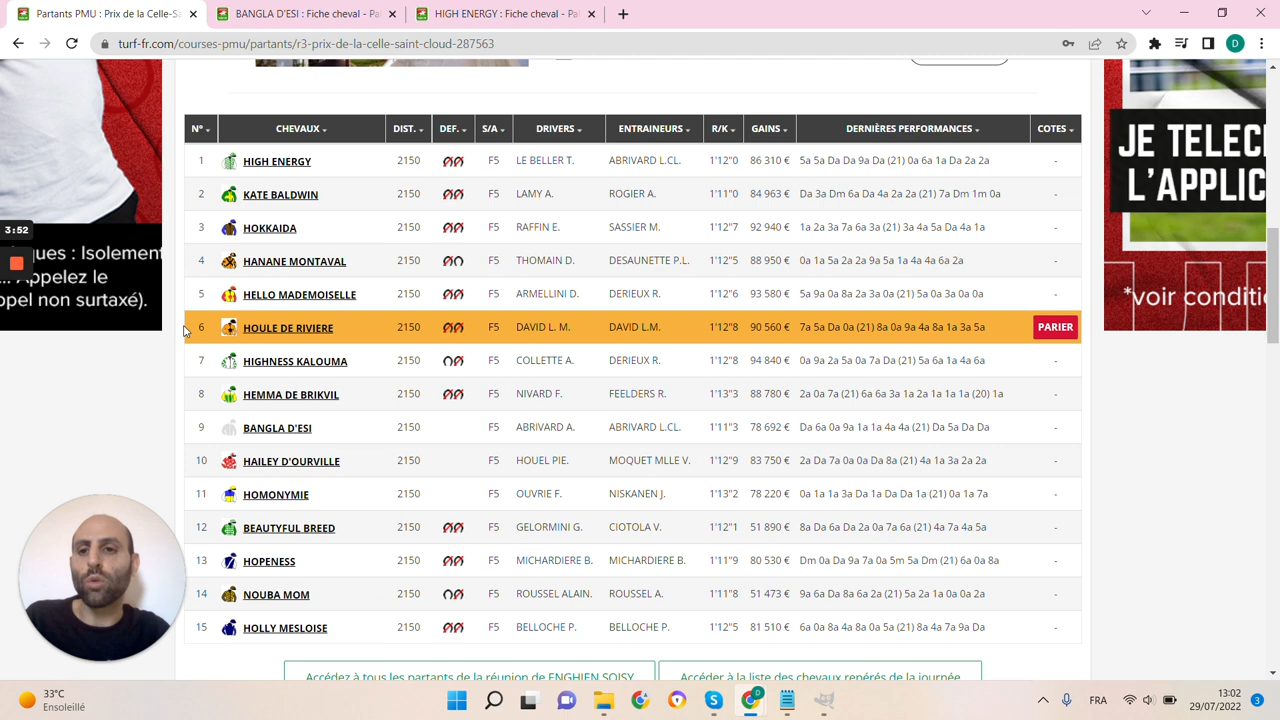 Partants PMU : Prix de la Celle-Sa
BANGLA D'ESI : Fiche cheval - Pa
HIGH ENERGY : Fiche cheval - Pa
turf-fr.com/courses-pmu/partants/r3-prix-de-la-celle-saint-cloud-287563
D
N° CHEVAUX DIST. DEF. S/A DRIVERS ENTRAINEURS R/K GAINS DERNIÈRES PERFORMANCES COTES
1 HIGH ENERGY 2150 F5 LE BELLER T. ABRIVARD L.CL. 1'12"0 86 310 € 5a 5a Da Da 9a Da (21) 0a 6a 1a Da 2a 2a -
2 KATE BALDWIN 2150 F5 LAMY A. ROGIER A. 1'11"0 84 963 € Da 3a Dm 6a Da 4a 2a 2a (21) 7a Dm 1m 0a -
3 HOKKAIDA 2150 F5 RAFFIN E. SASSIER M. 1'12"7 92 940 € 1a 2a 3a 7a 6a 3a (21) 3a 4a 5a Da 4a 1a -
4 HANANE MONTAVAL 2150 F5 THOMAIN D. DESAUNETTE P.L. 1'12"5 88 950 € 0a 1a 5a 2a 2a 9a 5a 1a 4a 4a 6a 2a -
5 HELLO MADEMOISELLE 2150 F5 ARMELLINI D. DERIEUX R. 1'12"6 93 580 € 5a 9a 0a 8a 2a 3a (21) 5a 0a 3a 0a 0a -
6 HOULE DE RIVIERE 2150 F5 DAVID L. M. DAVID L.M. 1'12"8 90 560 € 7a 5a Da 0a (21) 8a 0a 9a 4a 8a 1a 3a 5a PARIER
7 HIGHNESS KALOUMA 2150 F5 COLLETTE A. DERIEUX R. 1'12"8 94 840 € 0a 9a 2a 5a 0a 7a Da (21) 5a 6a 1a 4a 6a -
8 HEMMA DE BRIKVIL 2150 F5 NIVARD F. FEELDERS R. 1'13"3 88 780 € 2a 0a 7a (21) 6a 6a 3a 1a 2a 1a 1a 1a (20) 1a -
9 BANGLA D'ESI 2150 F5 ABRIVARD A. ABRIVARD L.CL. 1'11"3 78 692 € Da 6a 0a 9a 1a 1a 4a 4a (21) Da 5a Da Da -
10 HAILEY D'OURVILLE 2150 F5 HOUEL PIE. MOQUET MLLE V. 1'12"9 83 750 € 2a Da 7a 0a 0a Da 8a (21) 4a 1a 3a 2a 2a -
11 HOMONYMIE 2150 F5 OUVRIE F. NISKANEN J. 1'13"2 78 220 € 0a 1a 1a 3a Da 1a Da Da 1a (21) 0a 1a 7a -
12 BEAUTYFUL BREED 2150 F5 GELORMINI G. CIOTOLA V. 1'12"1 51 890 € 8a Da 6a Da 2a 0a 7a 6a (21) 4a 7a 4a 5a -
13 HOPENESS 2150 F5 MICHARDIERE B. MICHARDIERE B. 1'11"9 80 530 € Dm 0a Da 9a 7a 0a 5m 5a Dm (21) 6a 0a 8a -
14 NOUBA MOM 2150 F5 ROUSSEL ALAIN. ROUSSEL A. 1'11"8 51 473 € 9a 6a Da 8a 6a 2a (21) 5a 2a 1a 0a 0a 2a -
15 HOLLY MESLOISE 2150 F5 BELLOCHE P. BELLOCHE P. 1'12"5 81 510 € 6a 0a 8a 4a 8a 0a 5a (21) 8a 4a 7a 9a Da -
Accédez à tous les partants de la réunion de ENGHIEN SOISY
Accéder à la liste des chevaux repérés de la journée
3:52
ques : Isolement
Appelez le
ppel non surtaxé).
JE TELEC
L'APPLIC
*voir conditi
33°C
Ensoleillé
D
FRA
13:02
29/07/2022
3